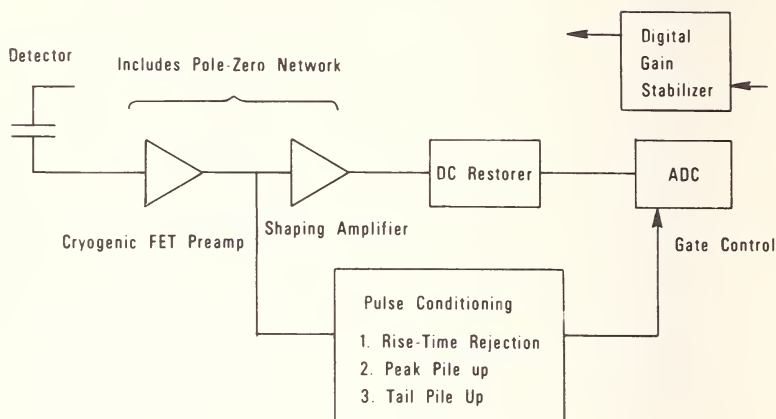 Digital
Gain
Stabilizer
Detector
Includes Pole-Zero Network
DC Restorer
ADC
Cryogenic FET Preamp
Shaping Amplifier
Gate Control
Pulse Conditioning
1. Rise-Time Rejection
2. Peak Pile up
3. Tail Pile Up